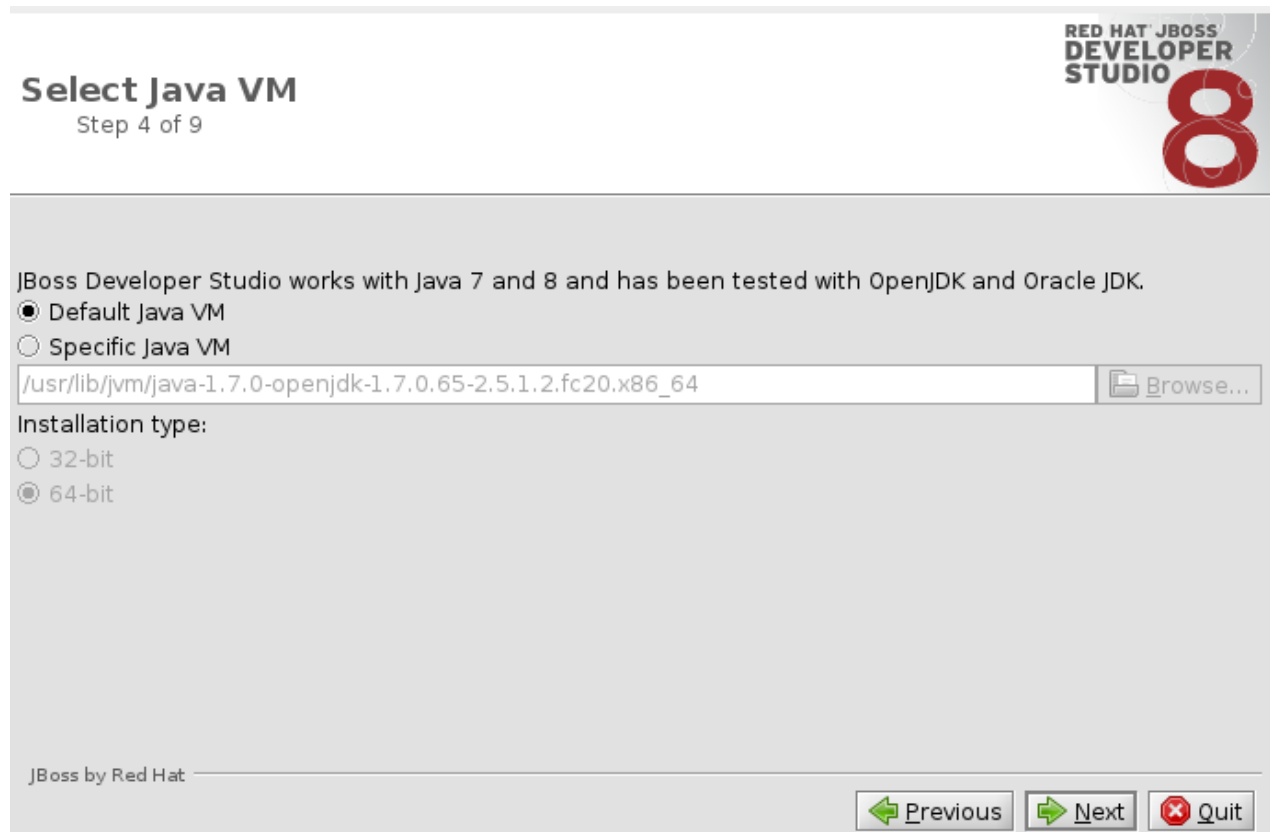 RED HAT JBOSS
DEVELOPER
STUDIO
8
Select Java VM
Step 4 of 9
JBoss Developer Studio works with Java 7 and 8 and has been tested with OpenJDK and Oracle JDK.
Default Java VM
Specific Java VM
/usr/lib/jvm/java-1.7.0-openjdk-1.7.0.65-2.5.1.2.fc20.x86_64
Browse...
Installation type:
32-bit
64-bit
JBoss by Red Hat
Previous
Next
Quit